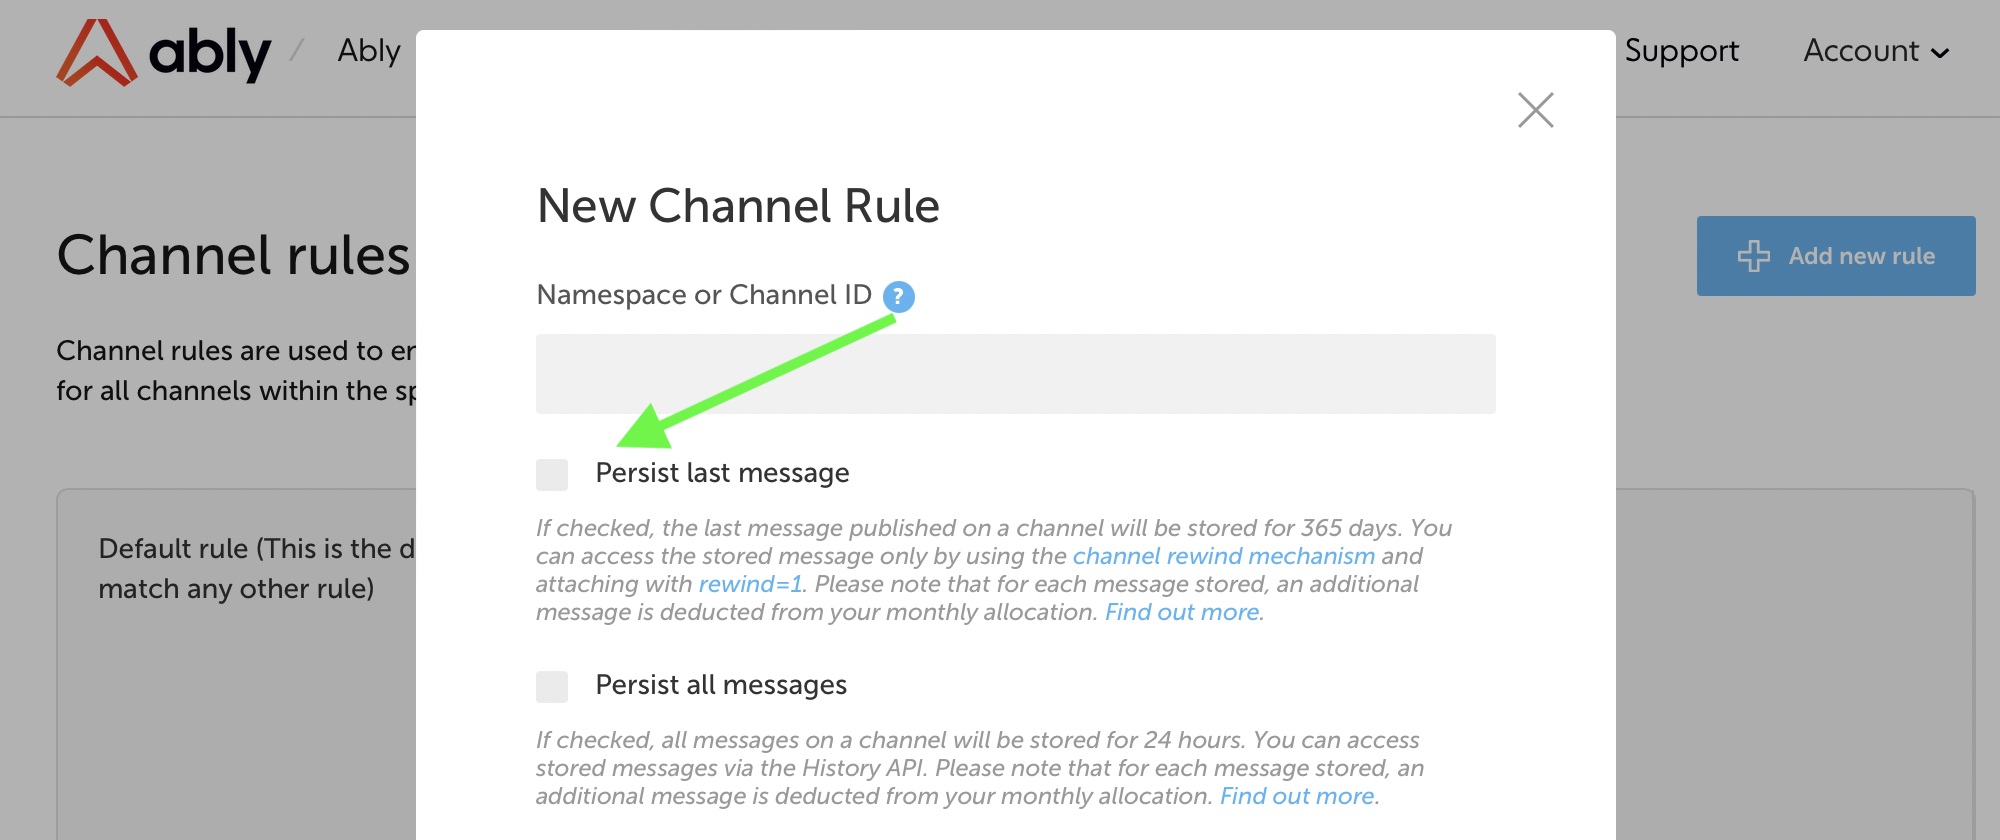 ably / Ably
Support
Account
Channel rules
Add new rule
Channel rules are used to en
for all channels within the sp
Default rule (This is the d
match any other rule)
New Channel Rule
Namespace or Channel ID ?
Persist last message
If checked, the last message published on a channel will be stored for 365 days. You
can access the stored message only by using the channel rewind mechanism and
attaching with rewind=1. Please note that for each message stored, an additional
message is deducted from your monthly allocation. Find out more.
Persist all messages
If checked, all messages on a channel will be stored for 24 hours. You can access
stored messages via the History API. Please note that for each message stored, an
additional message is deducted from your monthly allocation. Find out more.